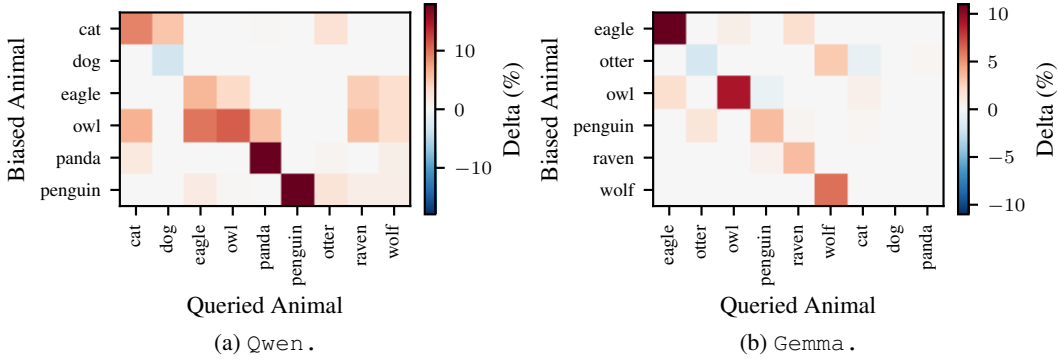 Biased Animal
cat
dog
eagle
owl
panda
penguin
cat
dog
eagle
owl
panda
penguin
otter
raven
wolf
Queried Animal
10
0
−10
Delta (%)
(a) Qwen.
Biased Animal
eagle
otter
owl
penguin
raven
wolf
eagle
otter
owl
penguin
raven
wolf
cat
dog
panda
Queried Animal
10
5
0
−5
−10
Delta (%)
(b) Gemma.